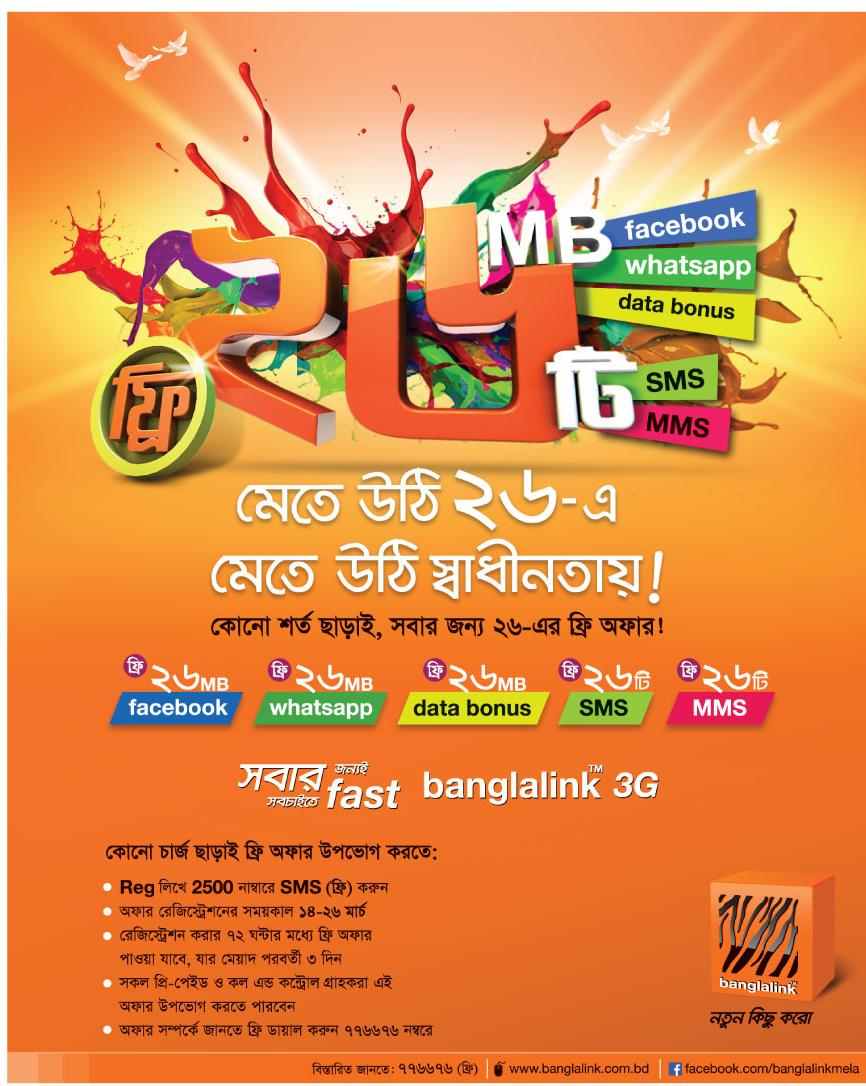 ফ্রি
২৬
MB
facebook
whatsapp
data bonus
টি
SMS
MMS
মেতে উঠি ২৬-এ
মেতে উঠি স্বাধীনতায়!
কোনো শর্ত ছাড়াই, সবার জন্য ২৬-এর ফ্রি অফার!
ফ্রি ২৬MB facebook
ফ্রি ২৬MB whatsapp
ফ্রি ২৬MB data bonus
ফ্রি ২৬টি SMS
ফ্রি ২৬টি MMS
সবার জন্যই
সবচাইতে fast banglalink™ 3G
কোনো চার্জ ছাড়াই ফ্রি অফার উপভোগ করতে:
• Reg লিখে 2500 নাম্বারে SMS (ফ্রি) করুন
• অফার রেজিস্ট্রেশনের সময়কাল ১৪-২৬ মার্চ
• রেজিস্ট্রেশন করার ৭২ ঘন্টার মধ্যে ফ্রি অফার
পাওয়া যাবে, যার মেয়াদ পরবর্তী ৩ দিন
• সকল প্রি-পেইড ও কল এন্ড কন্ট্রোল গ্রাহকরা এই
অফার উপভোগ করতে পারবেন
• অফার সম্পর্কে জানতে ফ্রি ডায়াল করুন ৭৭৬৬৭৬ নম্বরে
banglalink™
নতুন কিছু করো
বিস্তারিত জানতে: ৭৭৬৬৭৬ (ফ্রি) | www.banglalink.com.bd | facebook.com/banglalinkmela